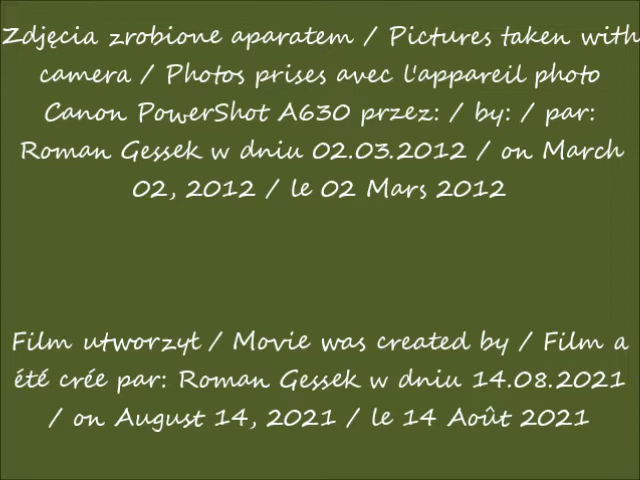 Zdjęcia zrobione aparatem / Pictures taken with
camera / Photos prises avec l'appareil photo
Canon PowerShot A630 przez: / by: / par:
Roman Gessek w dniu 02.03.2012 / on March
02, 2012 / le 02 Mars 2012
Film utworzył / Movie was created by / Film a
été crée par: Roman Gessek w dniu 14.08.2021
/ on August 14, 2021 / le 14 Août 2021